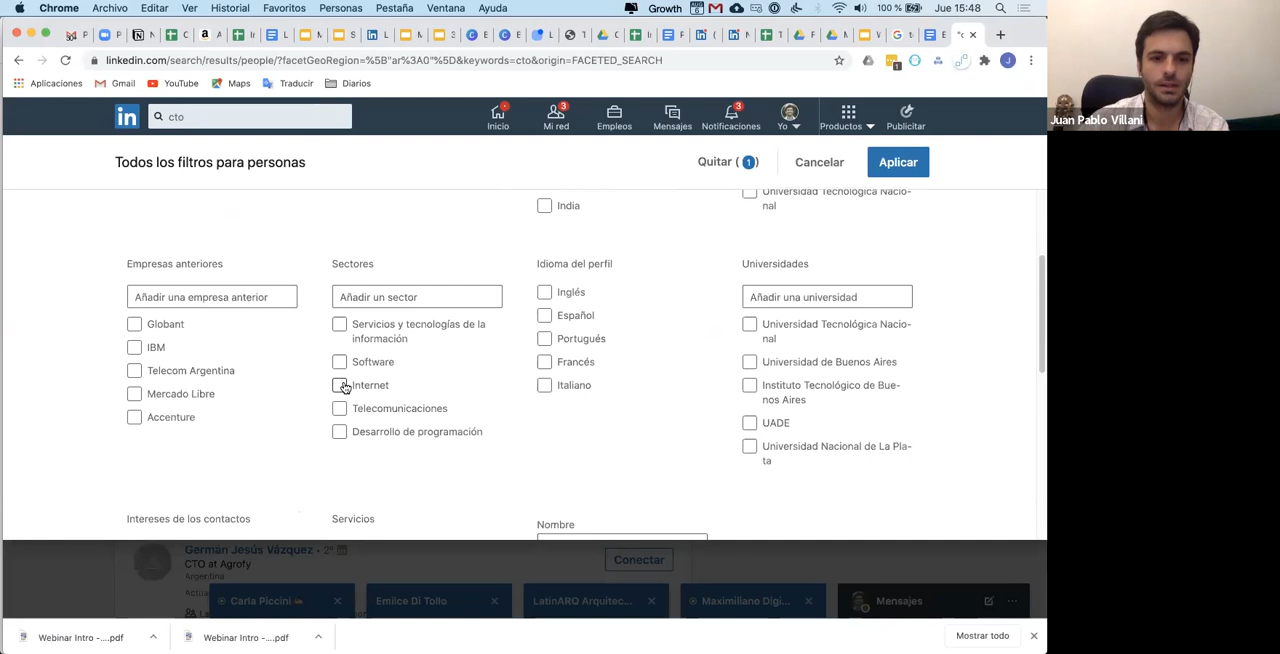 Chrome Archivo Editar Ver Historial Favoritos Personas Pestaña Ventana Ayuda Growth 100 % Jue 15:48
linkedin.com/search/results/people/?facetGeoRegion=%5B"ar%3A0"%5D&keywords=cto&origin=FACETED_SEARCH
Aplicaciones Gmail YouTube Maps Traducir Diarios
in cto Inicio Mi red 3 Empleos Mensajes Notificaciones 3 Yo Productos Publicitar
Juan Pablo Villani
Todos los filtros para personas Quitar ( 1 ) Cancelar Aplicar
Universidad Tecnológica Nacio-
India nal
Empresas anteriores Sectores Idioma del perfil Universidades
Añadir una empresa anterior Añadir un sector Inglés Añadir una universidad
Globant Servicios y tecnologías de la Español Universidad Tecnológica Nacio-
información nal
IBM Software Portugués Universidad de Buenos Aires
Telecom Argentina Internet Francés Instituto Tecnológico de Bue-
nos Aires
Mercado Libre Telecomunicaciones Italiano UADE
Accenture Desarrollo de programación Universidad Nacional de La Pla-
ta
Intereses de los contactos Servicios Nombre
Germán Jesús Vázquez • 2º
CTO at Agrofy Conectar
Argentina
Carla Piccini Emilce Di Tollo LatinARQ Arquitec... Maximiliano Digi... Mensajes
Webinar Intro -....pdf Webinar Intro -....pdf Mostrar todo